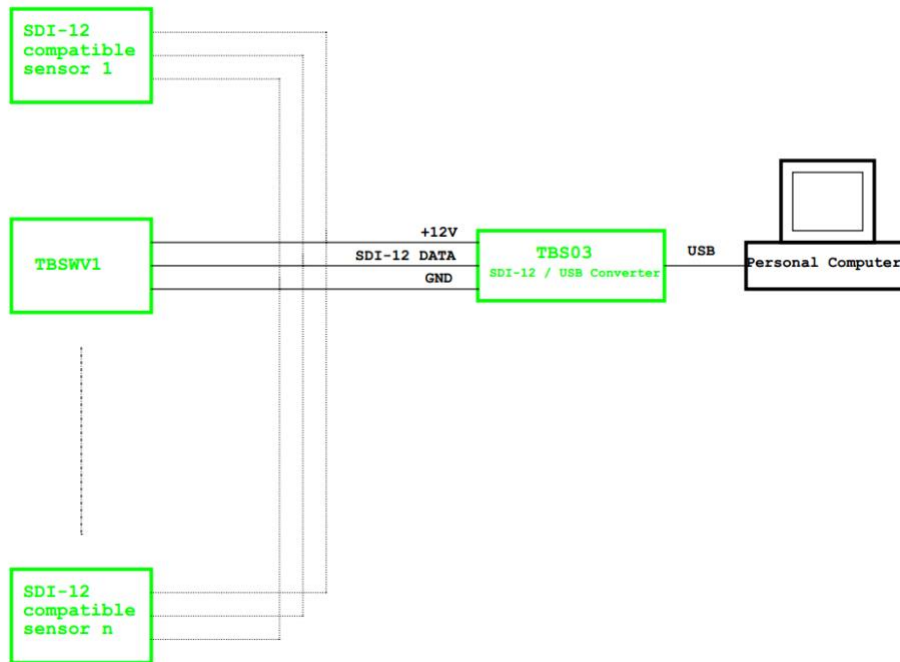 SDI-12
compatible
sensor 1
TBSWV1
+12V
SDI-12 DATA
GND
TBS03
SDI-12 / USB Converter
USB
Personal Computer
SDI-12
compatible
sensor n